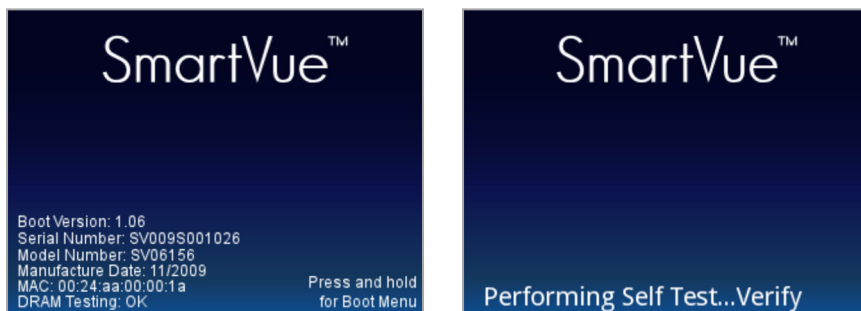 SmartVue™
Boot Version: 1.06
Serial Number: SV009S001026
Model Number: SV06156
Manufacture Date: 11/2009
MAC: 00:24:aa:00:00:1a
DRAM Testing: OK
Press and hold
for Boot Menu
SmartVue™
Performing Self Test...Verify